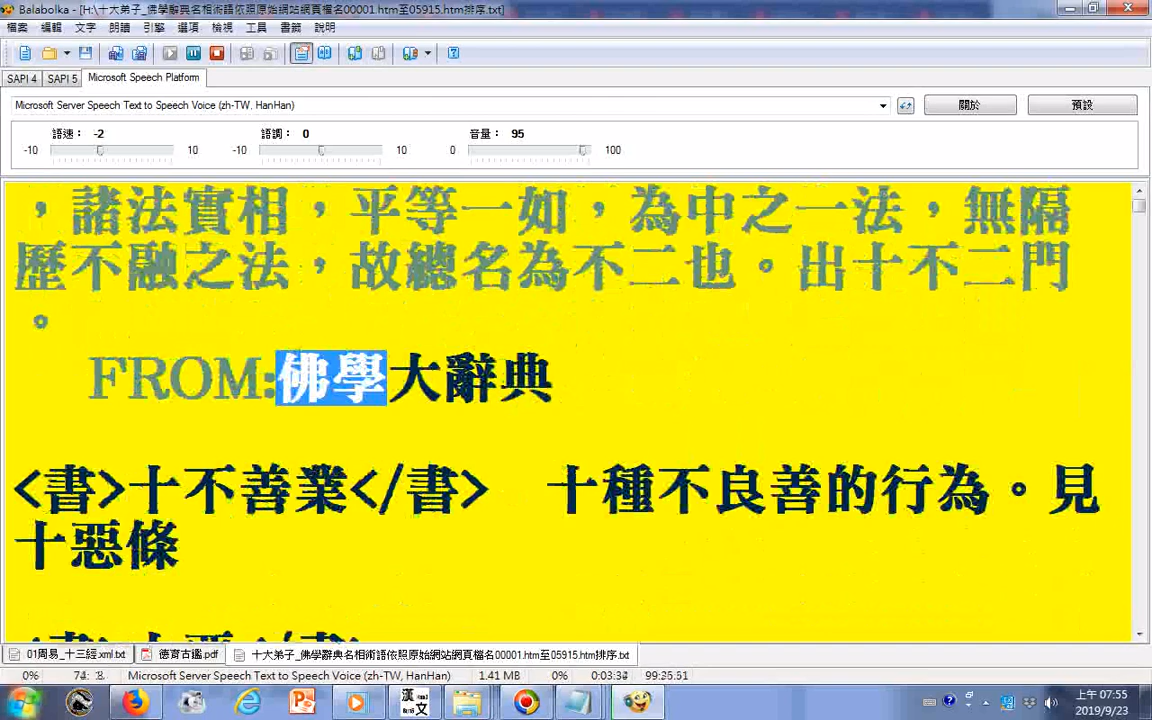 Balabolka - [H:\十大弟子_佛學辭典名相術語依照原始網站網頁檔名00001.htm至05915.htm排序.txt]
檔案 編輯 文字 朗讀 引擎 選項 檢視 工具 書籤 說明
SAPI 4 SAPI 5 Microsoft Speech Platform
Microsoft Server Speech Text to Speech Voice (zh-TW, HanHan) 關於 預設
語速： -2 語調： 0 音量： 95
-10 10 -10 10 0 100
，諸法實相，平等一如，為中之一法，無隔
歷不融之法，故總名為不二也。出十不二門
。
FROM:佛學大辭典
<書>十不善業</書> 十種不良善的行為。見
十惡條
01周易_十三經.xml.txt 德育古鑑.pdf 十大弟子_佛學辭典名相術語依照原始網站網頁檔名00001.htm至05915.htm排序.txt
0% Microsoft Server Speech Text to Speech Voice (zh-TW, HanHan) 1.41 MB 0%
漢 文 上午 07:55
2019/9/23